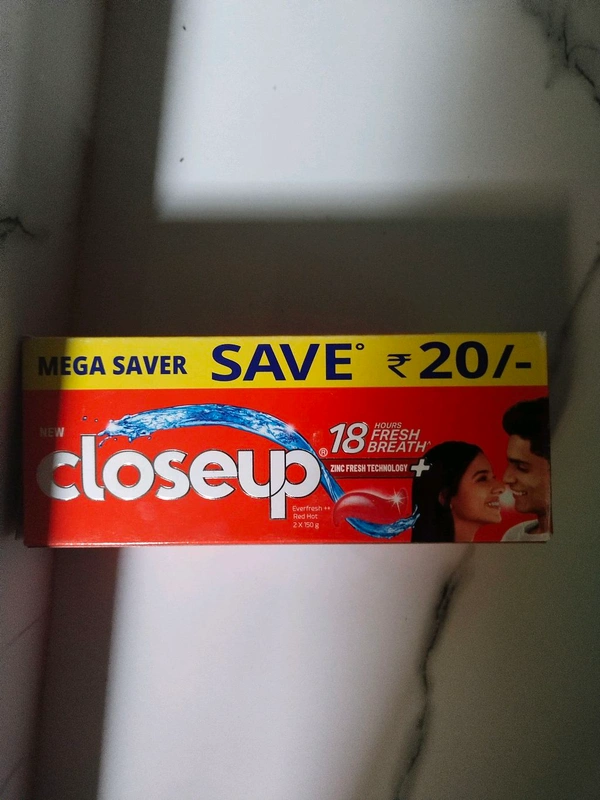 MEGA SAVER SAVE° ₹20/-
NEW
closeup®
18 HOURS
FRESH
BREATH^
ZINC FRESH TECHNOLOGY +
Everfresh ++
Red Hot
2 X 150 g